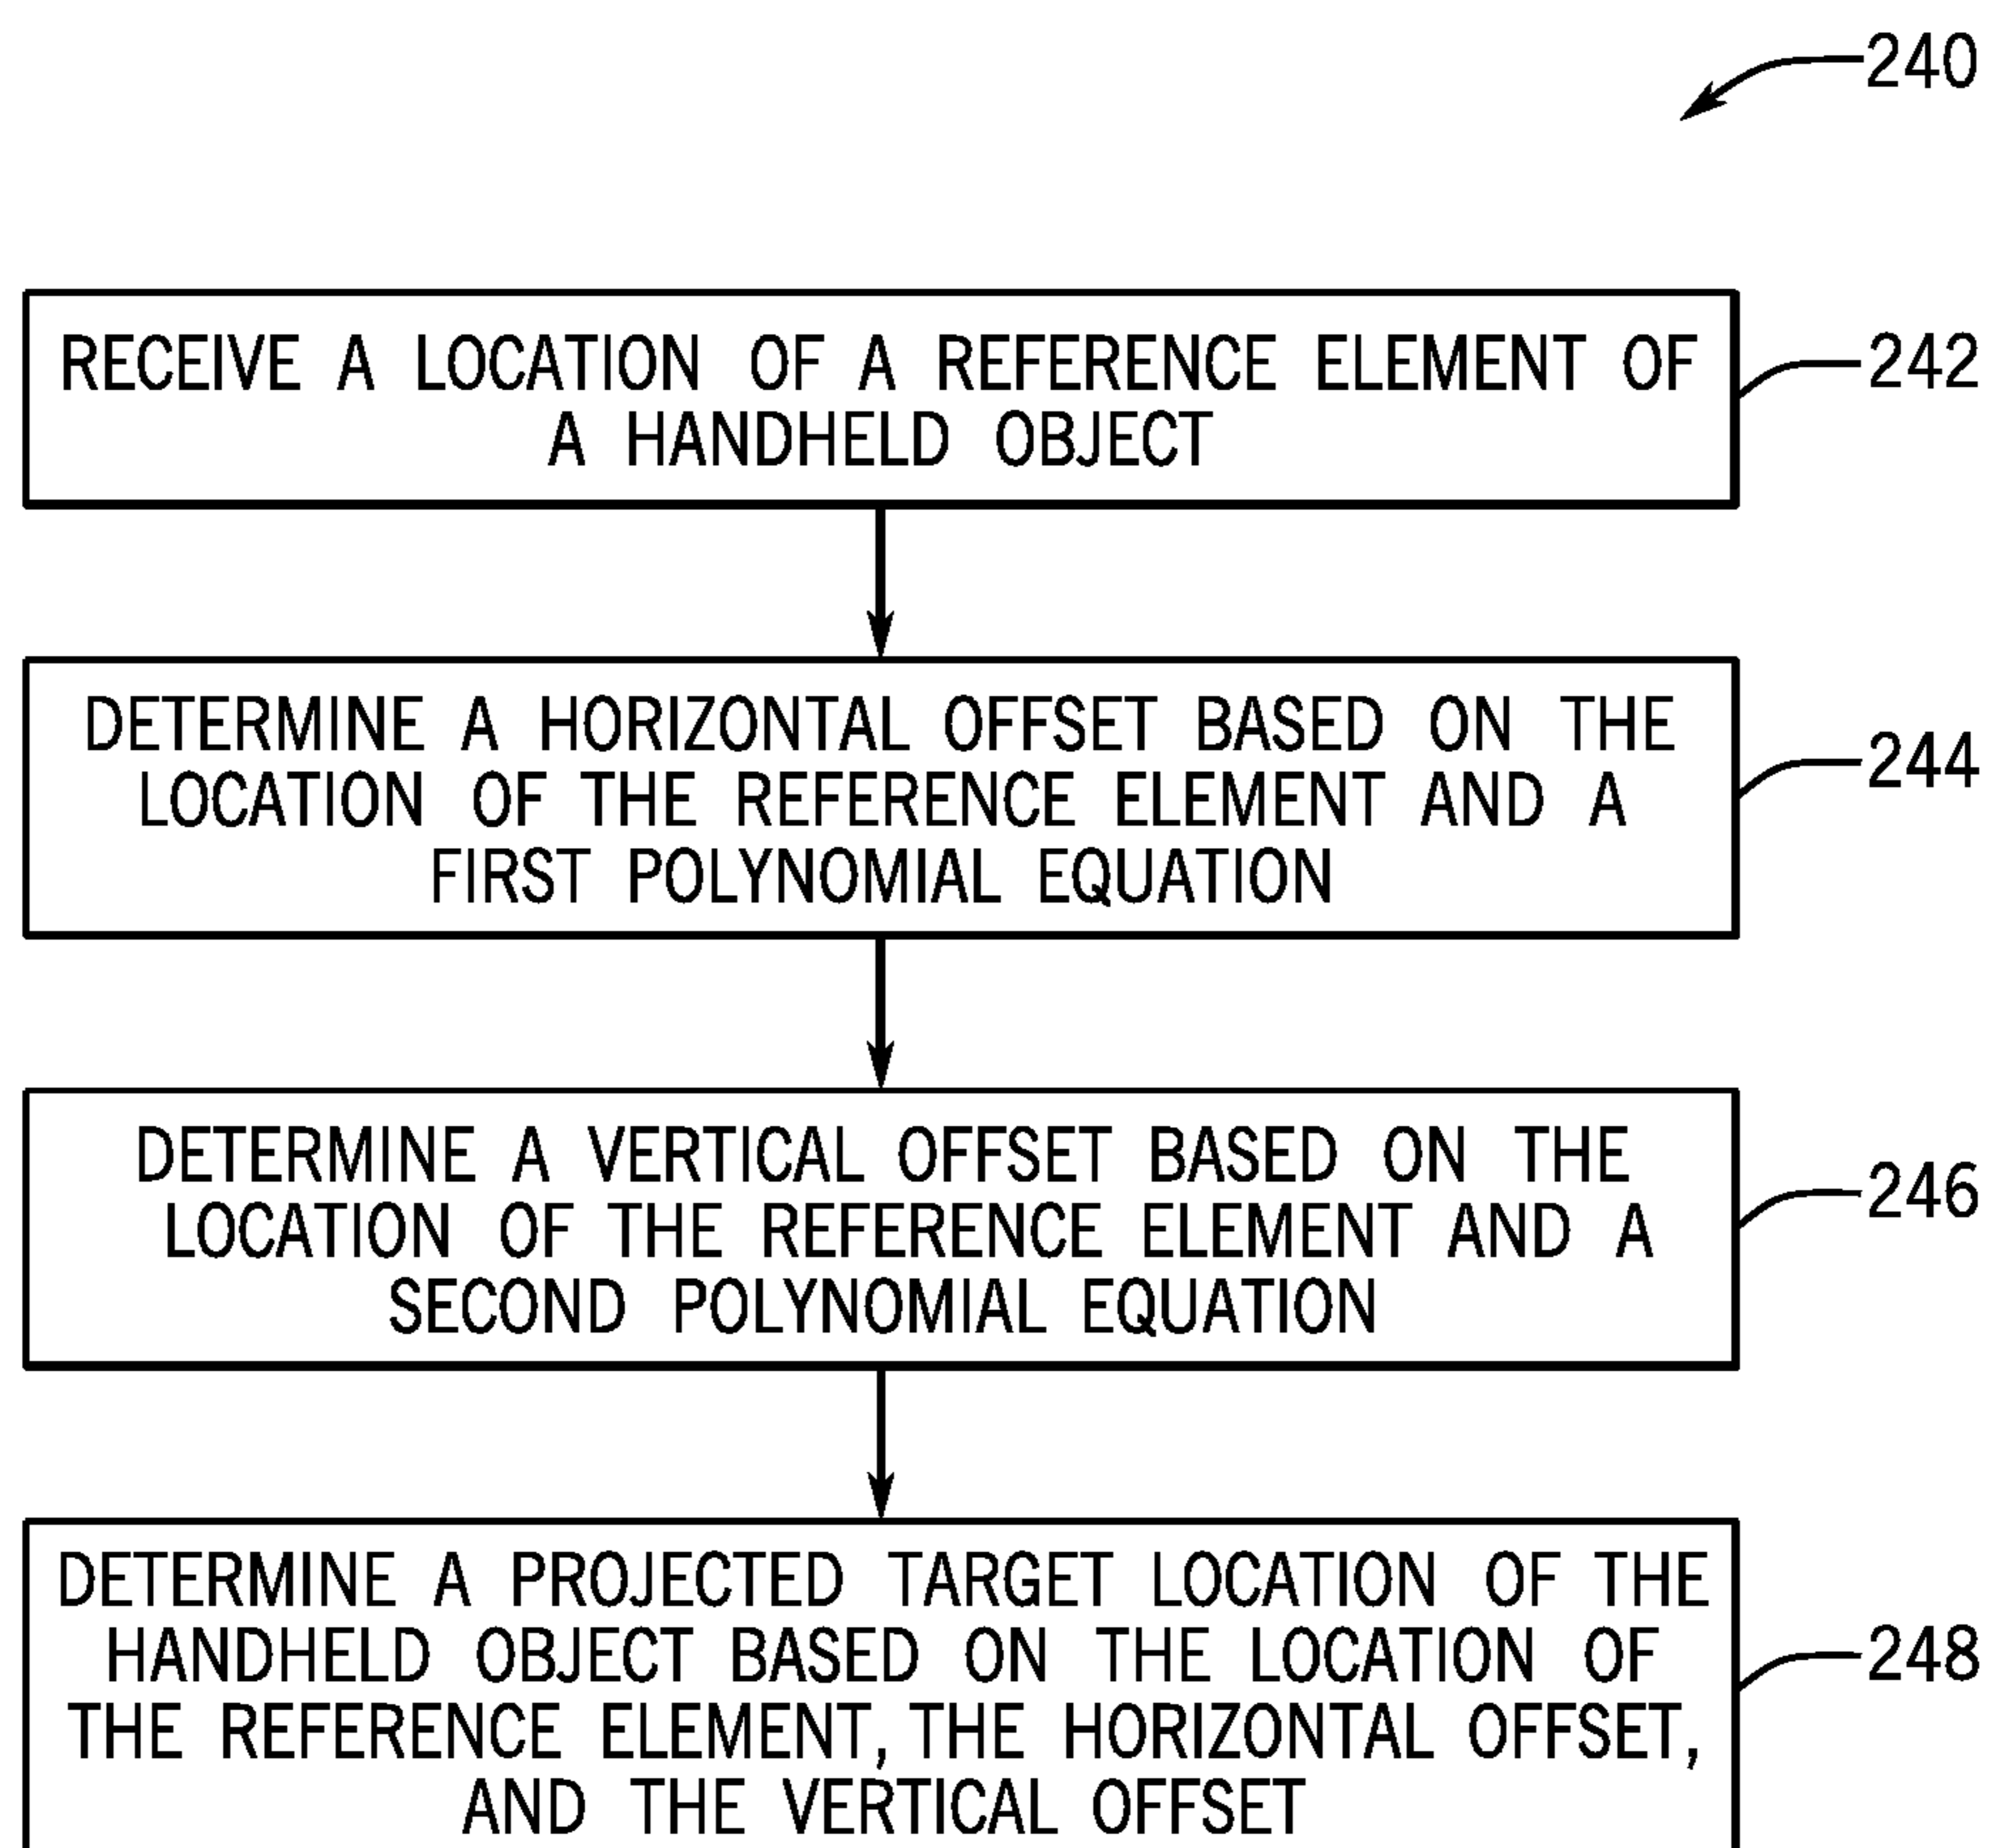 240
RECEIVE A LOCATION OF A REFERENCE ELEMENT OF
A HANDHELD OBJECT
242
DETERMINE A HORIZONTAL OFFSET BASED ON THE
LOCATION OF THE REFERENCE ELEMENT AND A
FIRST POLYNOMIAL EQUATION
244
DETERMINE A VERTICAL OFFSET BASED ON THE
LOCATION OF THE REFERENCE ELEMENT AND A
SECOND POLYNOMIAL EQUATION
246
DETERMINE A PROJECTED TARGET LOCATION OF THE
HANDHELD OBJECT BASED ON THE LOCATION OF
THE REFERENCE ELEMENT, THE HORIZONTAL OFFSET,
AND THE VERTICAL OFFSET
248